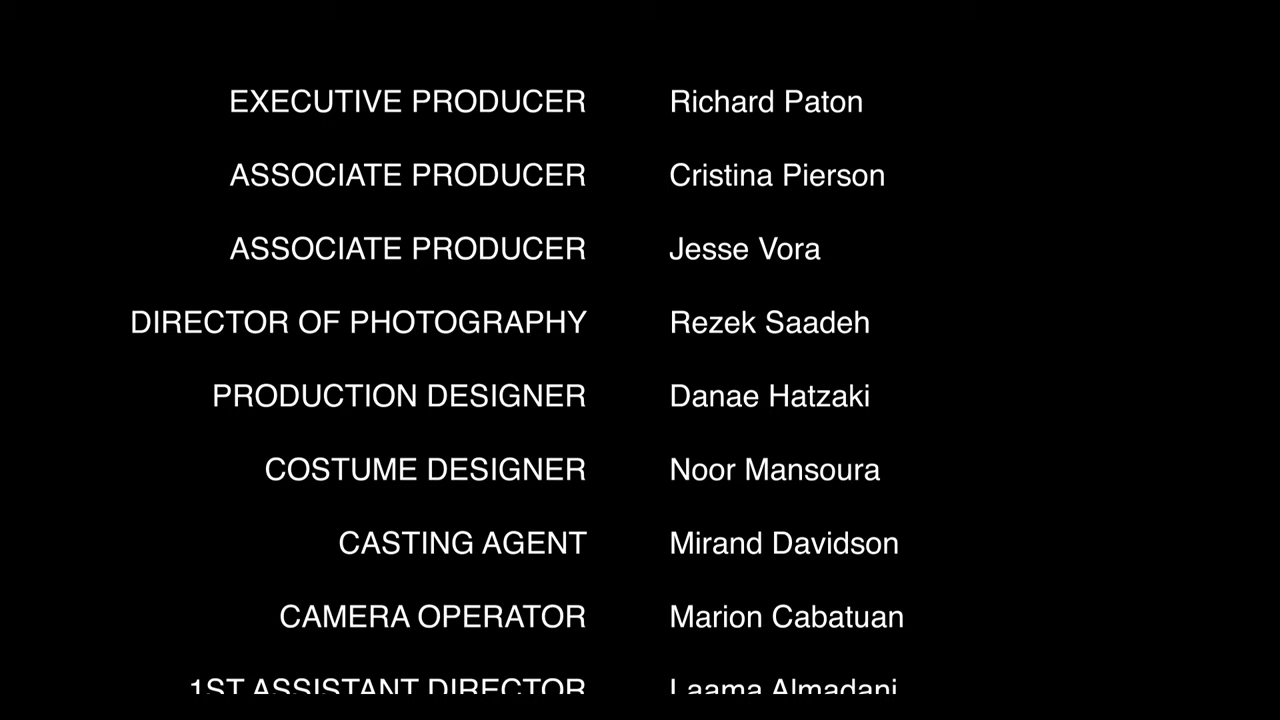 EXECUTIVE PRODUCER Richard Paton
ASSOCIATE PRODUCER Cristina Pierson
ASSOCIATE PRODUCER Jesse Vora
DIRECTOR OF PHOTOGRAPHY Rezek Saadeh
PRODUCTION DESIGNER Danae Hatzaki
COSTUME DESIGNER Noor Mansoura
CASTING AGENT Mirand Davidson
CAMERA OPERATOR Marion Cabatuan
1ST ASSISTANT DIRECTOR Laama Almadani